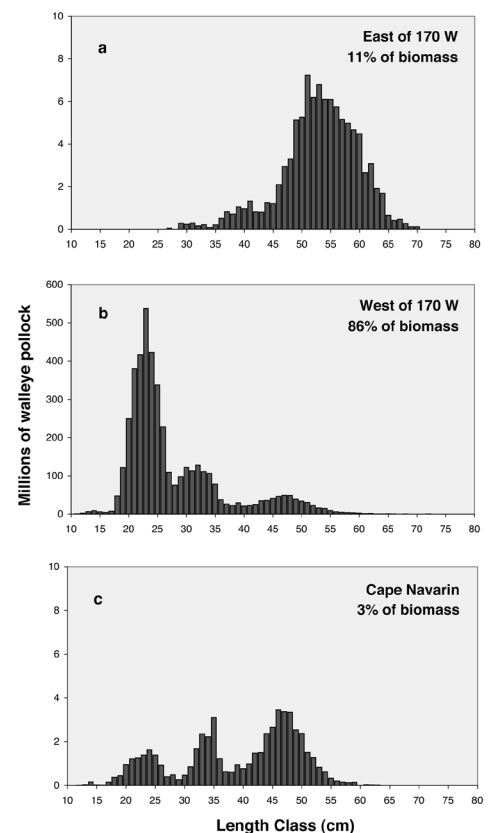 a
East of 170 W
11% of biomass
10
8
6
4
2
0
10 15 20 25 30 35 40 45 50 55 60 65 70 75 80
b
West of 170 W
86% of biomass
600
500
400
300
200
100
0
10 15 20 25 30 35 40 45 50 55 60 65 70 75 80
Millions of walleye pollock
c
Cape Navarin
3% of biomass
10
8
6
4
2
0
10 15 20 25 30 35 40 45 50 55 60 65 70 75 80
Length Class (cm)